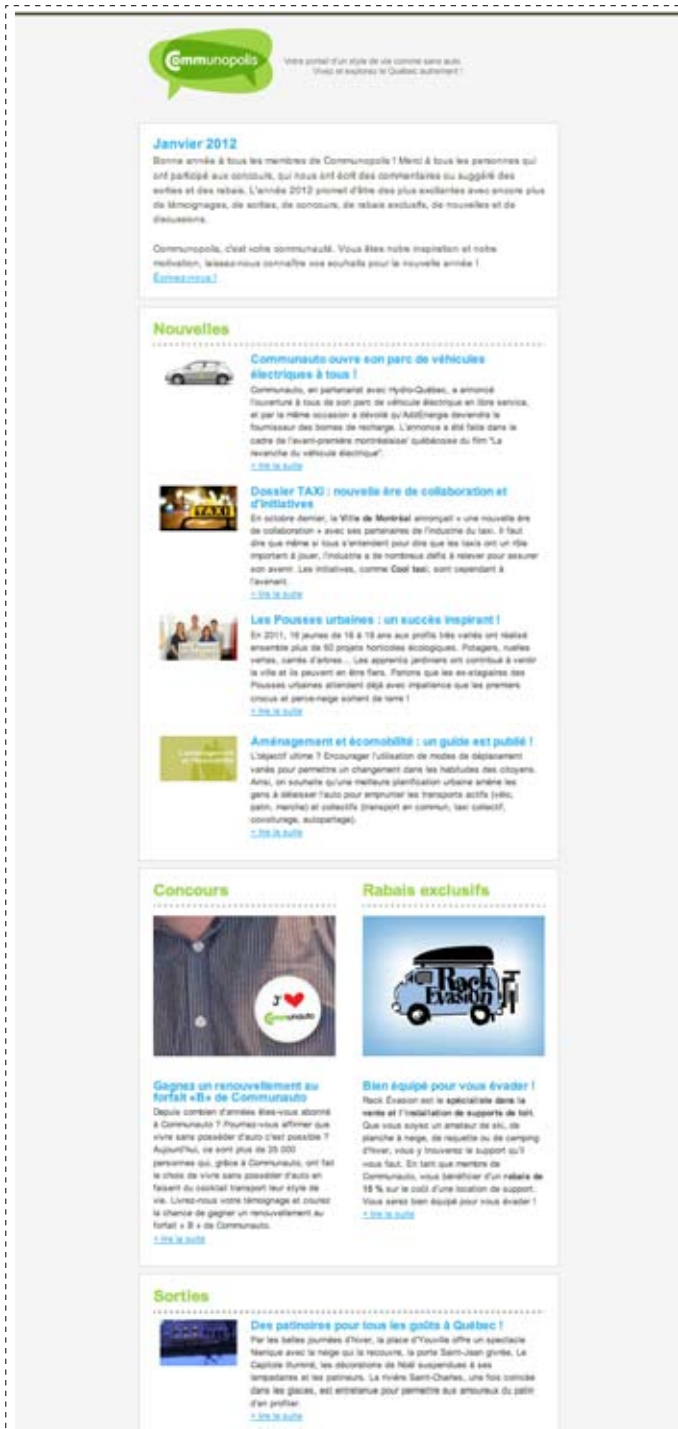 Communopolis
Votre portail d'un style de vie comme sans auto.
Vivez et explorez le Québec autrement !
Janvier 2012
Bonne année à tous les membres de Communopolis ! Merci à tous les personnes qui
ont participé aux concours, qui nous ont écrit des commentaires ou suggéré des
sorties et des rabais. L'année 2012 promet d'être des plus excitantes avec encore plus
de témoignages, de sorties, de concours, de rabais exclusifs, de nouvelles et de
discussions.
Communopolis, c'est votre communauté. Vous êtes notre inspiration et notre
motivation, laissez-nous connaître vos souhaits pour la nouvelle année !
Écrivez-nous !
Nouvelles
Communauto ouvre son parc de véhicules
électriques à tous !
Communauto, en partenariat avec Hydro-Québec, a annoncé
l'ouverture à tous de son parc de véhicule électrique en libre service,
et par la même occasion a dévoilé qu'AddÉnergie deviendra le
fournisseur des bornes de recharge. L'annonce a été faite dans le
cadre de l'avant-première montréalaise/ québécoise du film "La
revanche du véhicule électrique".
+ lire la suite
TAXI
Dossier TAXI : nouvelle ère de collaboration et
d'initiatives
En octobre dernier, la Ville de Montréal annonçait « une nouvelle ère
de collaboration » avec ses partenaires de l'industrie du taxi. Il faut
dire que même si tous s'entendent pour dire que les taxis ont un rôle
important à jouer, l'industrie a de nombreux défis à relever pour assurer
son avenir. Les initiatives, comme Cool taxi, sont cependant à
l'avenant.
+ lire la suite
Les Pousses urbaines : un succès inspirant !
En 2011, 16 jeunes de 16 à 18 ans aux profils très variés ont réalisé
ensemble plus de 50 projets horticoles écologiques. Potagers, ruelles
vertes, carrés d'arbres... Les apprentis jardiniers ont contribué à verdir
la ville et ils peuvent en être fiers. Parions que les ex-stagiaires des
Pousses urbaines attendent déjà avec impatience que les premiers
crocus et perce-neige sortent de terre !
+ lire la suite
Aménagement et écomobilité : un guide est publié !
L'objectif ultime ? Encourager l'utilisation de modes de déplacement
variés pour permettre un changement dans les habitudes des citoyens.
Ainsi, on souhaite qu'une meilleure planification urbaine amène les
gens à délaisser l'auto pour emprunter les transports actifs (vélo,
patin, marche) et collectifs (transport en commun, taxi collectif,
covoiturage, autopartage).
+ lire la suite
Concours
J' Communauto
Gagnez un renouvellement au
forfait «B» de Communauto
Depuis combien d'années êtes-vous abonné
à Communauto ? Pourriez-vous affirmer que
vivre sans posséder d'auto c'est possible ?
Aujourd'hui, ce sont plus de 25 000
personnes qui, grâce à Communauto, ont fait
le choix de vivre sans posséder d'auto en
faisant du cocktail transport leur style de
vie. Livrez-nous votre témoignage et courez
la chance de gagner un renouvellement au
forfait « B » de Communauto.
+ lire la suite
Rabais exclusifs
Rack
Evasion
Bien équipé pour vous évader !
Rack Évasion est le spécialiste dans la
vente et l'installation de supports de toit.
Que vous soyez un amateur de ski, de
planche à neige, de raquette ou de camping
d'hiver, vous y trouverez le support qu'il
vous faut. En tant que membre de
Communauto, vous bénéficier d'un rabais de
15 % sur le coût d'une location de support.
Vous serez bien équipé pour vous évader !
+ lire la suite
Sorties
Des patinoires pour tous les goûts à Québec !
Par les belles journées d'hiver, la place d'Youville offre un spectacle
féerique avec la neige qui la recouvre, la porte Saint-Jean givrée, Le
Capitole illuminé, les décorations de Noël suspendues à ses
lampadaires et les patineurs. La rivière Saint-Charles, une fois coincée
dans les glaces, est entretenue pour permettre aux amoureux du patin
d'en profiter.
+ lire la suite